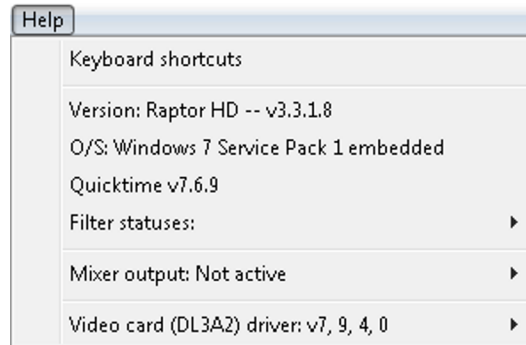 Help
Keyboard shortcuts
Version: Raptor HD -- v3.3.1.8
O/S: Windows 7 Service Pack 1 embedded
Quicktime v7.6.9
Filter statuses:
Mixer output: Not active
Video card (DL3A2) driver: v7, 9, 4, 0